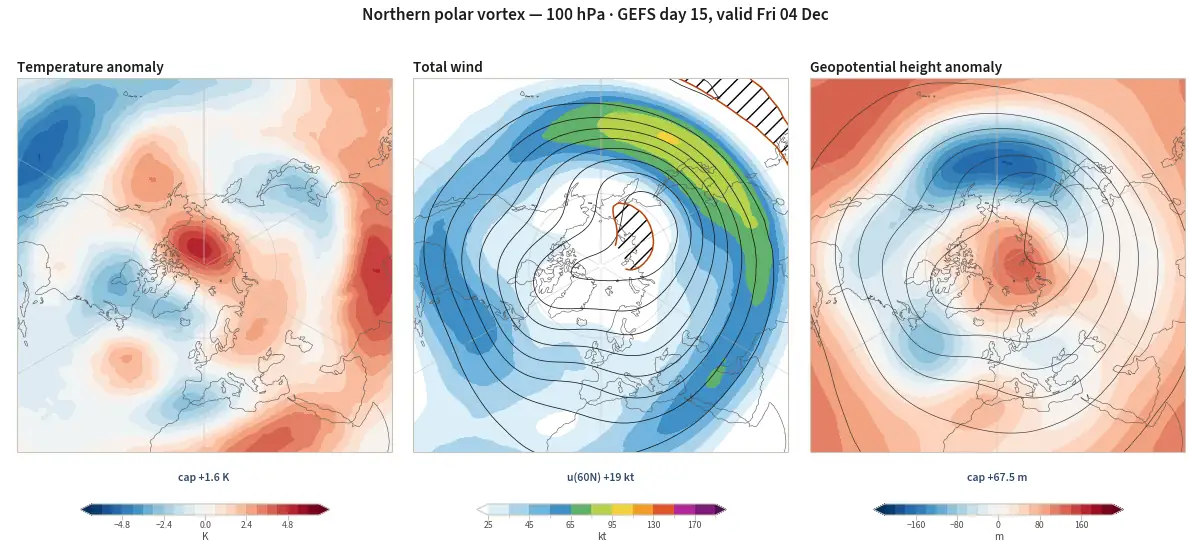 Northern polar vortex — 100 hPa · GEFS day 15, valid Fri 04 Dec
Temperature anomaly
Total wind
Geopotential height anomaly
cap +1.6 K
u(60N) +19 kt
cap +67.5 m
−4.8 −2.4 0.0 2.4 4.8
K
25 45 65 95 130 170
kt
−160 −80 0 80 160
m